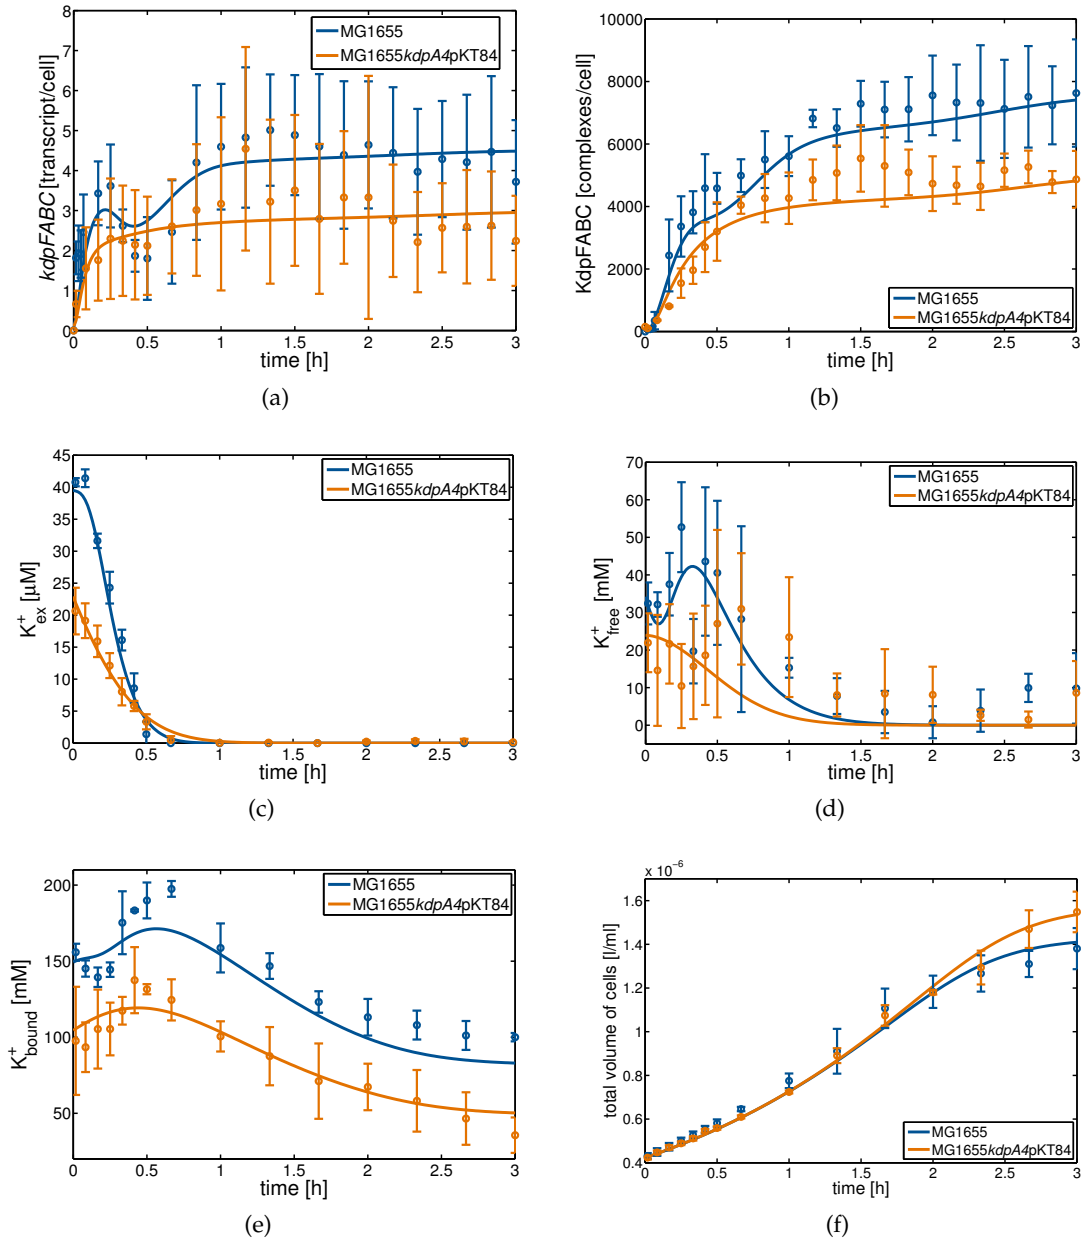 8
7
6
5
4
3
2
1
0
0 0.5 1 1.5 2 2.5 3
kdpFABC [transcript/cell]
time [h]
MG1655
MG1655kdpA4pKT84
(a)
10000
8000
6000
4000
2000
0
0 0.5 1 1.5 2 2.5 3
KdpFABC [complexes/cell]
time [h]
MG1655
MG1655kdpA4pKT84
(b)
45
40
35
30
25
20
15
10
5
0
0 0.5 1 1.5 2 2.5 3
K+ex [µM]
time [h]
MG1655
MG1655kdpA4pKT84
(c)
70
60
50
40
30
20
10
0
0 0.5 1 1.5 2 2.5 3
K+free [mM]
time [h]
MG1655
MG1655kdpA4pKT84
(d)
200
150
100
50
0 0.5 1 1.5 2 2.5 3
K+bound [mM]
time [h]
MG1655
MG1655kdpA4pKT84
(e)
x 10-6
1.6
1.4
1.2
1
0.8
0.6
0.4
0 0.5 1 1.5 2 2.5 3
total volume of cells [l/ml]
time [h]
MG1655
MG1655kdpA4pKT84
(f)